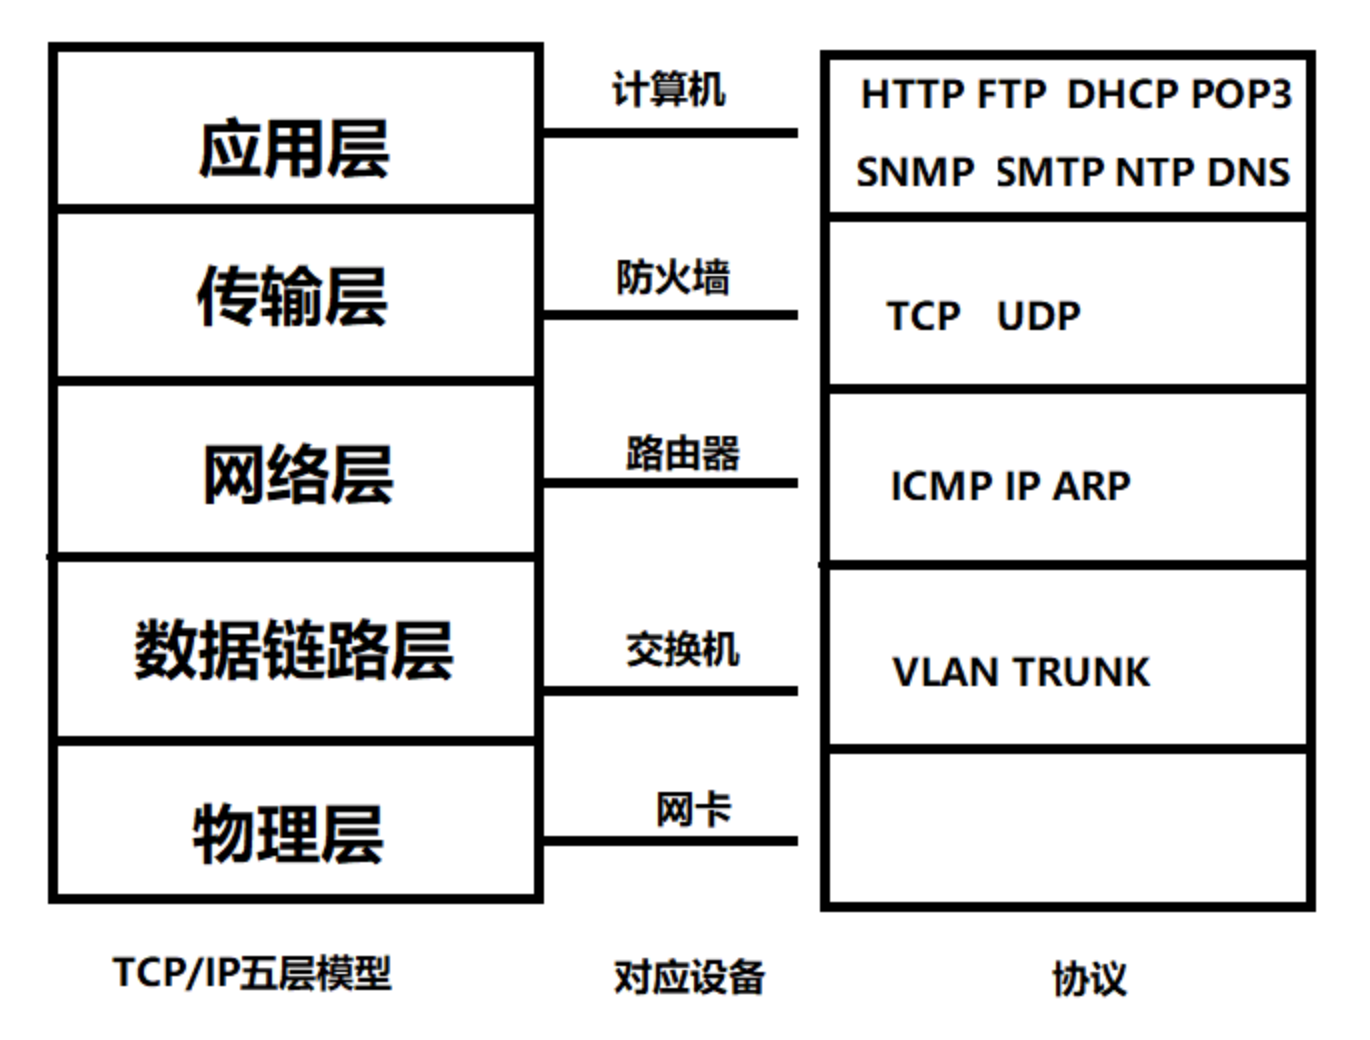 应用层
计算机
HTTP FTP DHCP POP3
SNMP SMTP NTP DNS
传输层
防火墙
TCP UDP
网络层
路由器
ICMP IP ARP
数据链路层
交换机
VLAN TRUNK
物理层
网卡
TCP/IP五层模型
对应设备
协议